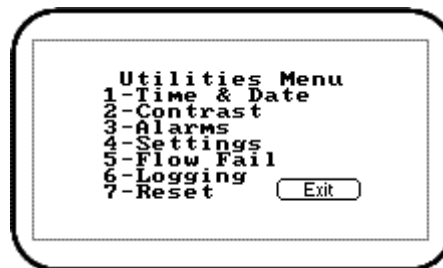 Utilities Menu
1-Time & Date
2-Contrast
3-Alarms
4-Settings
5-Flow Fail
6-Logging
7-Reset Exit